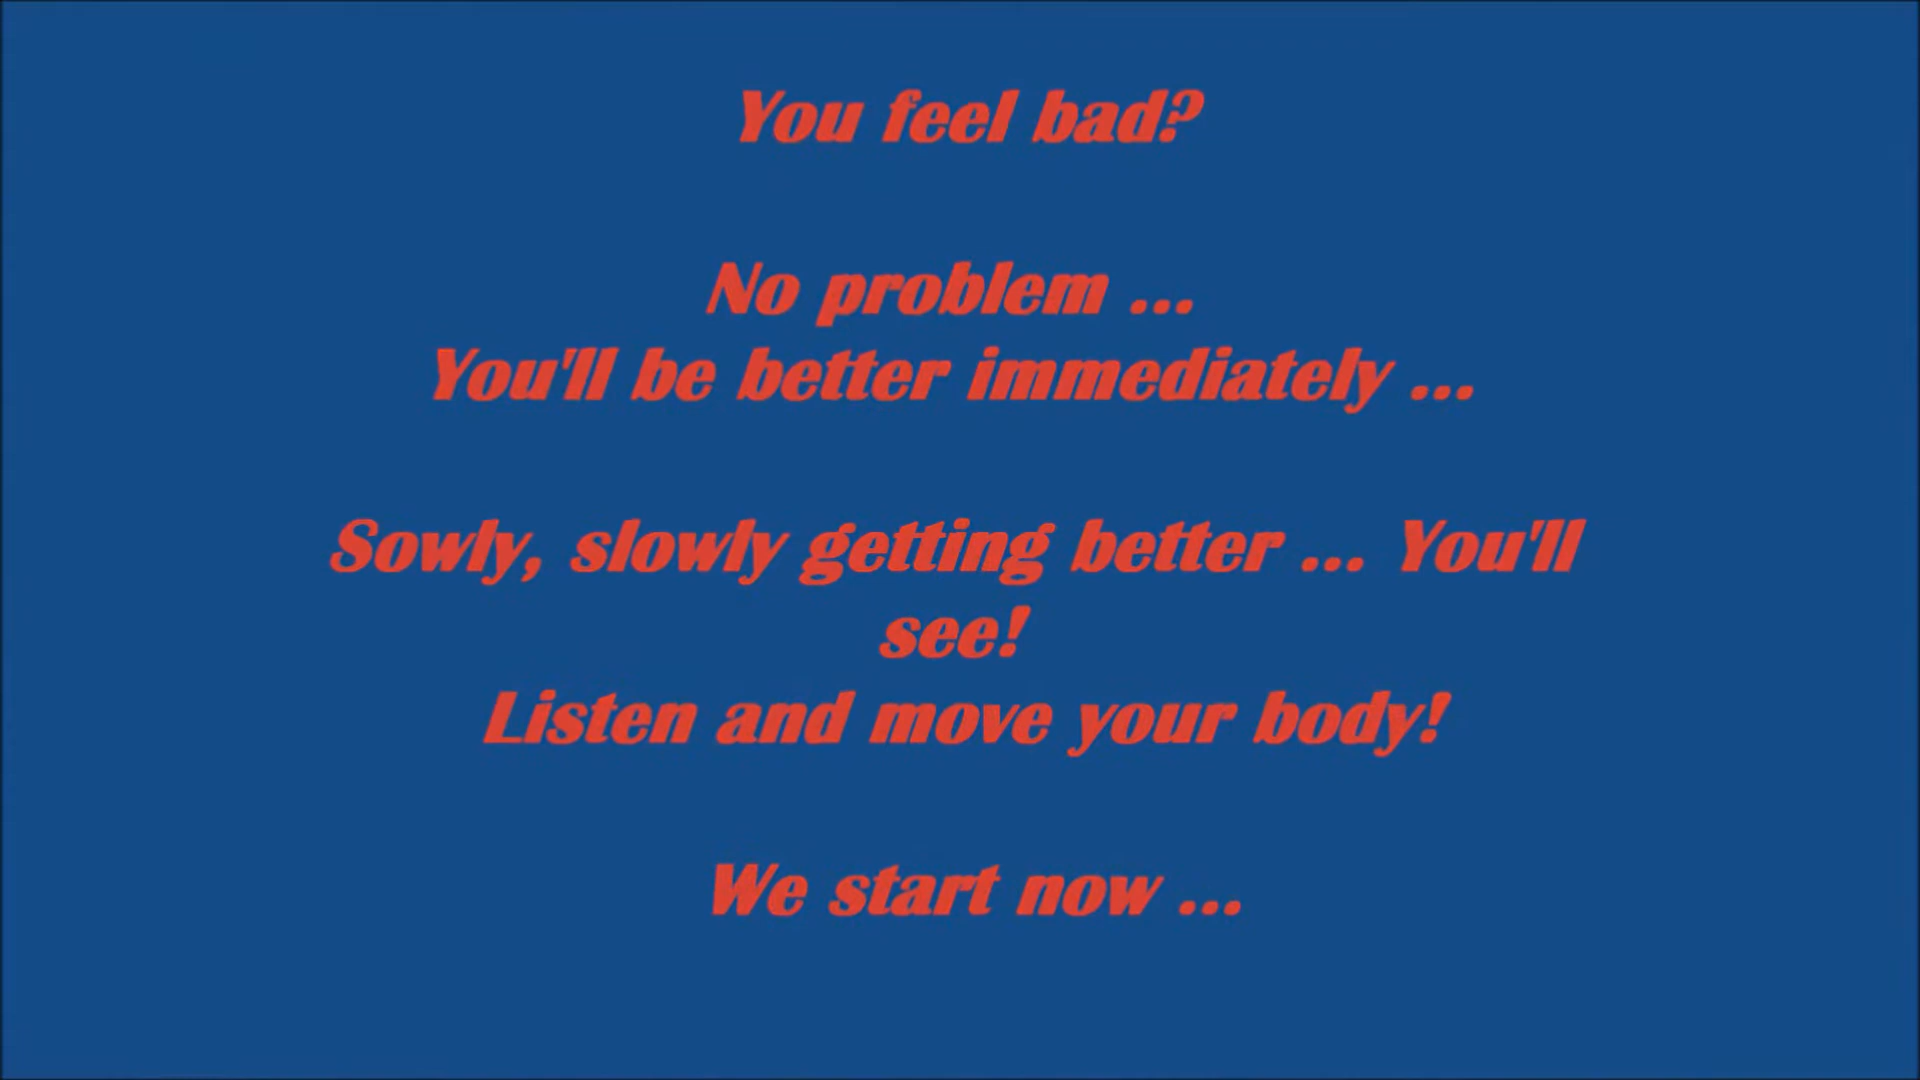 You feel bad?
No problem ...
You'll be better immediately ...
Sowly, slowly getting better ... You'll
see!
Listen and move your body!
We start now ...